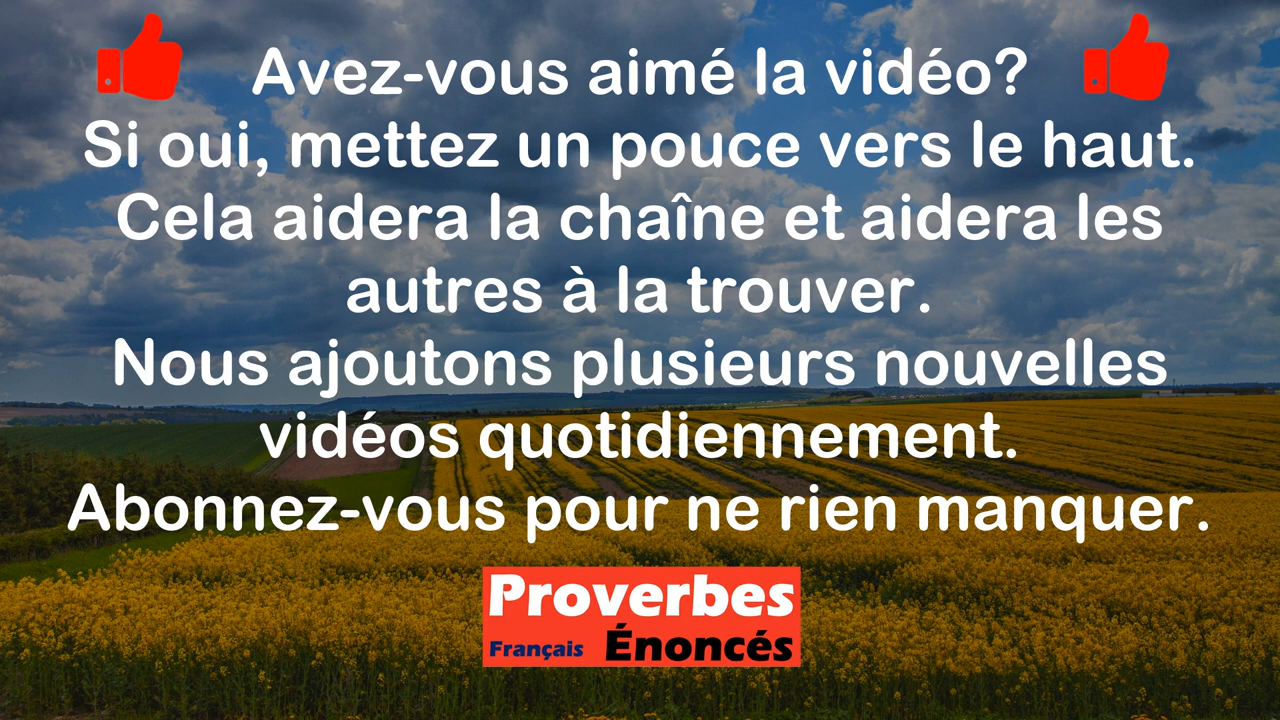 Avez-vous aimé la vidéo?
Si oui, mettez un pouce vers le haut.
Cela aidera la chaîne et aidera les
autres à la trouver.
Nous ajoutons plusieurs nouvelles
vidéos quotidiennement.
Abonnez-vous pour ne rien manquer.
Proverbes
Français Énoncés